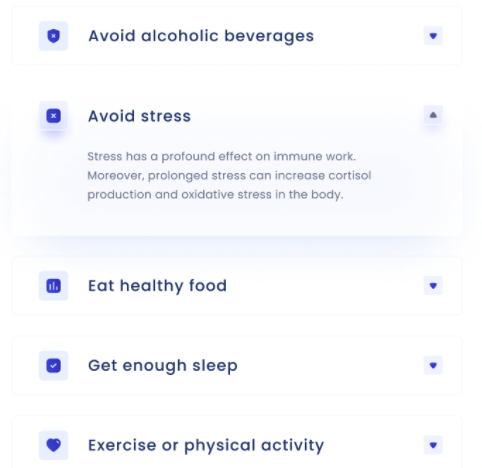 Avoid alcoholic beverages
Avoid stress
Stress has a profound effect on immune work.
Moreover, prolonged stress can increase cortisol
production and oxidative stress in the body.
Eat healthy food
Get enough sleep
Exercise or physical activity